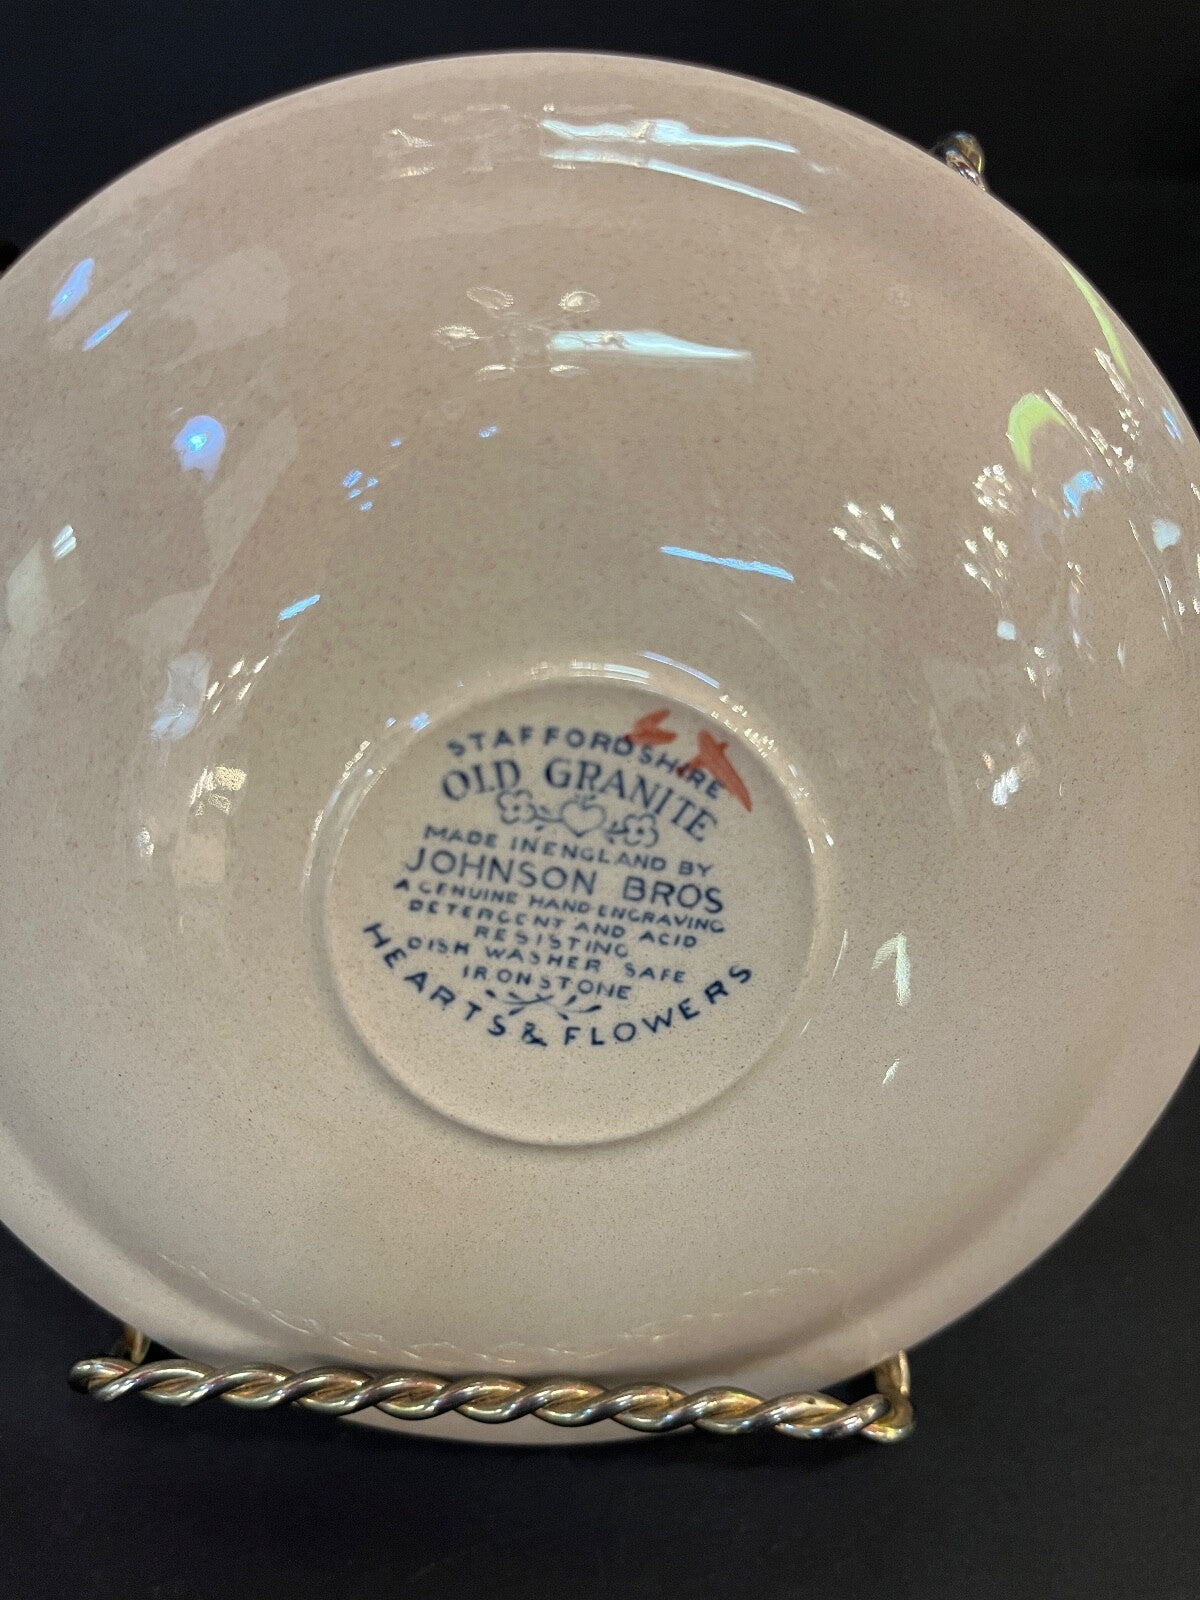 STAFFORDSHIRE
OLD GRANITE
MADE IN ENGLAND BY
JOHNSON BROS
A GENUINE HAND ENGRAVING
DETERGENT AND ACID
RESISTING
DISH WASHER SAFE
IRONSTONE
HEARTS & FLOWERS